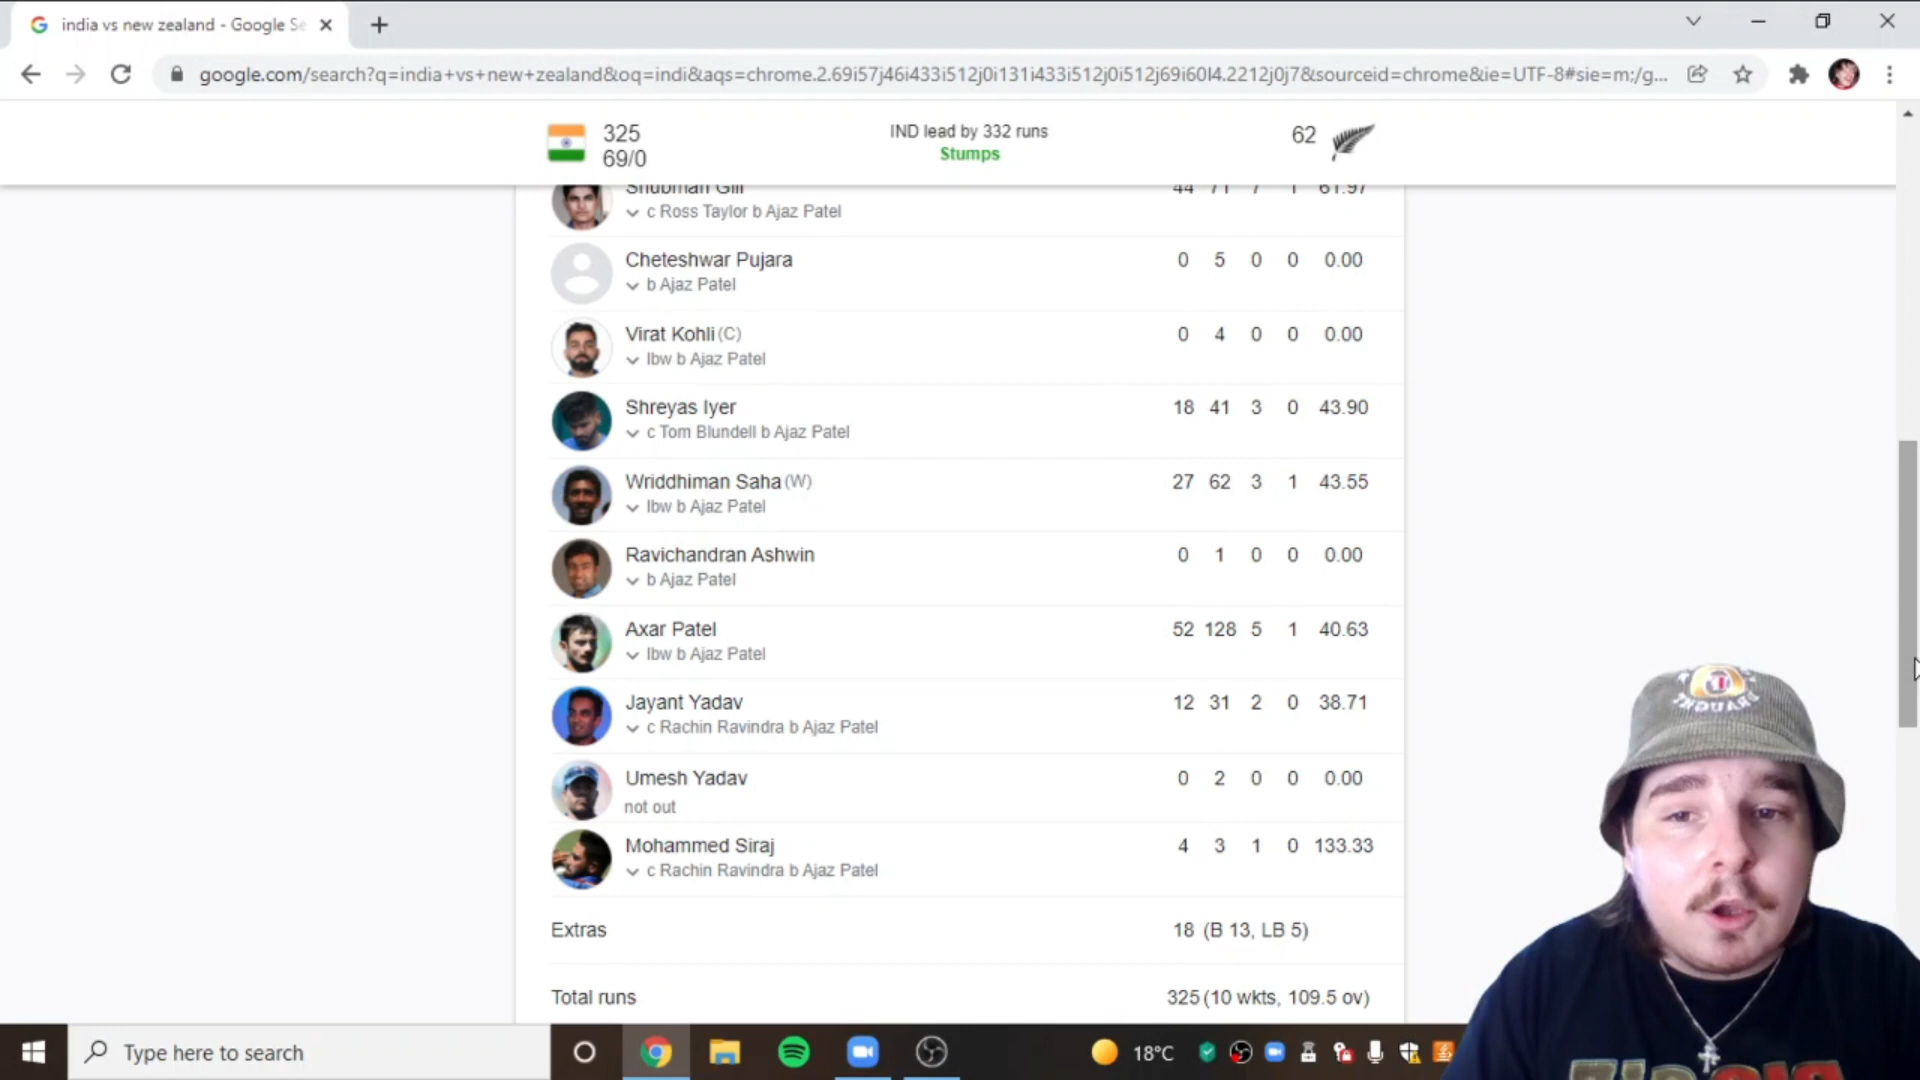 india vs new zealand - Google Se
google.com/search?q=india+vs+new+zealand&oq=indi&aqs=chrome.2.69i57j46i433i512j0i131i433i512j0i512j69i60l4.2212j0j7&sourceid=chrome&ie=UTF-8#sie=m;/g...
325
69/0
IND lead by 332 runs
Stumps
62
Shubman Gill 44 71 7 1 61.97
c Ross Taylor b Ajaz Patel
Cheteshwar Pujara 0 5 0 0 0.00
b Ajaz Patel
Virat Kohli (C) 0 4 0 0 0.00
lbw b Ajaz Patel
Shreyas Iyer 18 41 3 0 43.90
c Tom Blundell b Ajaz Patel
Wriddhiman Saha (W) 27 62 3 1 43.55
lbw b Ajaz Patel
Ravichandran Ashwin 0 1 0 0 0.00
b Ajaz Patel
Axar Patel 52 128 5 1 40.63
lbw b Ajaz Patel
Jayant Yadav 12 31 2 0 38.71
c Rachin Ravindra b Ajaz Patel
Umesh Yadav 0 2 0 0 0.00
not out
Mohammed Siraj 4 3 1 0 133.33
c Rachin Ravindra b Ajaz Patel
Extras 18 (B 13, LB 5)
Total runs 325 (10 wkts, 109.5 ov)
Type here to search
18°C